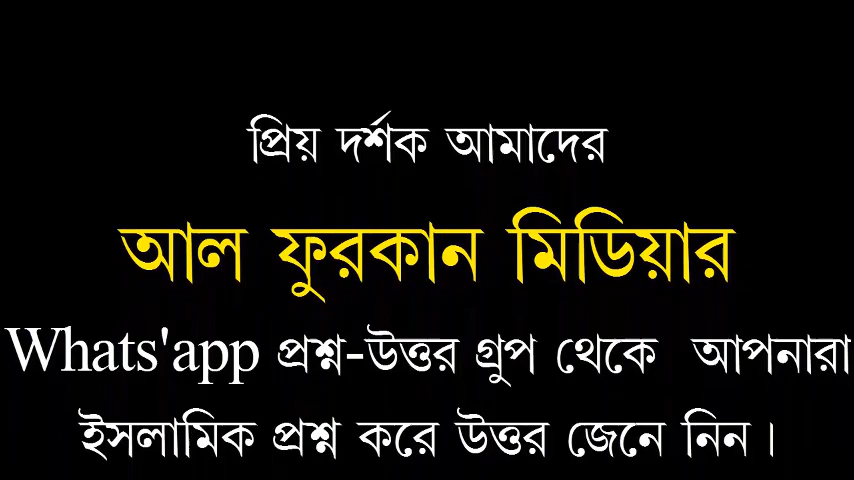 প্রিয় দর্শক আমাদের
আল ফুরকান মিডিয়ার
Whats'app প্রশ্ন-উত্তর গ্রুপ থেকে আপনারা
ইসলামিক প্রশ্ন করে উত্তর জেনে নিন।